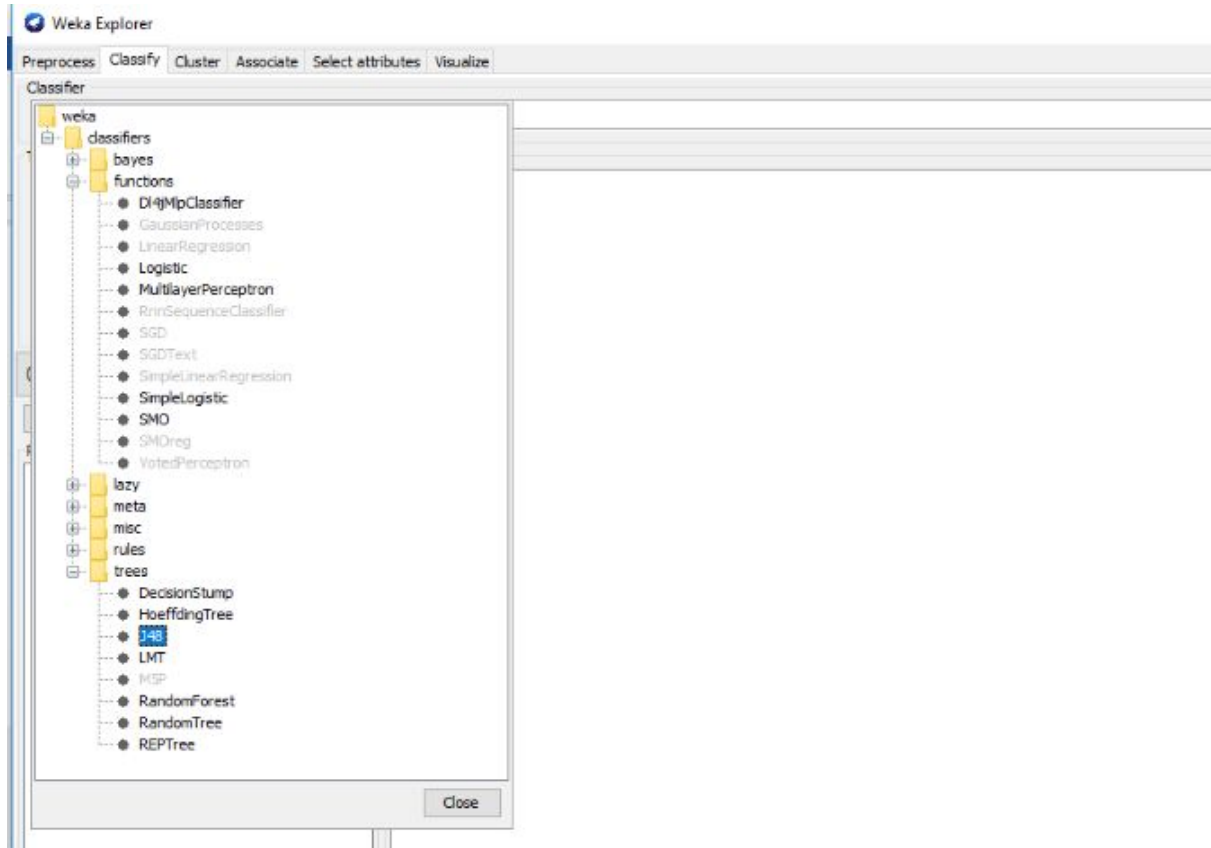 Weka Explorer
Preprocess Classify Cluster Associate Select attributes Visualize
Classifier
weka
classifiers
bayes
functions
Dl4jMlpClassifier
GaussianProcesses
LinearRegression
Logistic
MultilayerPerceptron
RnnSequenceClassifier
SGD
SGDText
SimpleLinearRegression
SimpleLogistic
SMO
SMOreg
VotedPerceptron
lazy
meta
misc
rules
trees
DecisionStump
HoeffdingTree
J48
LMT
M5P
RandomForest
RandomTree
REPTree
Close